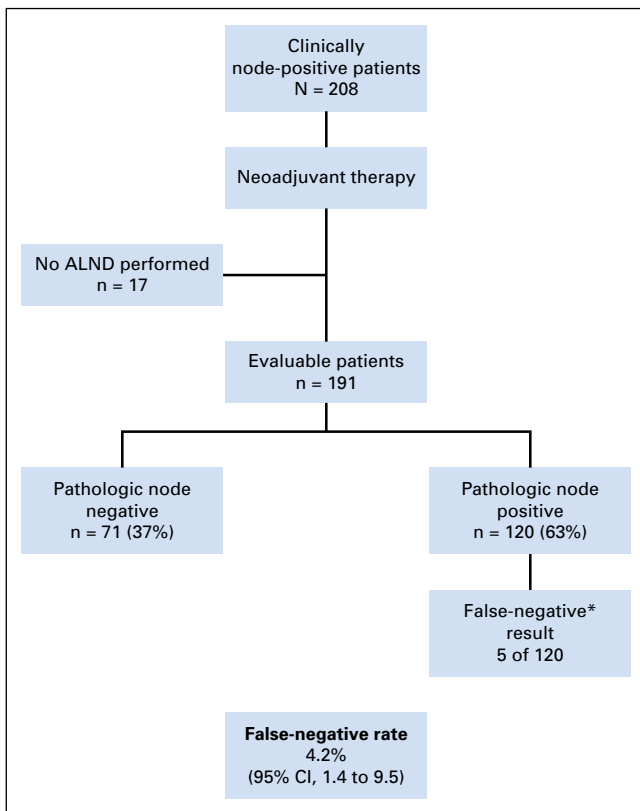 Clinically
node-positive patients
N = 208
Neoadjuvant therapy
No ALND performed
n = 17
Evaluable patients
n = 191
Pathologic node
negative
n = 71 (37%)
Pathologic node
positive
n = 120 (63%)
False-negative*
result
5 of 120
False-negative rate
4.2%
(95% CI, 1.4 to 9.5)